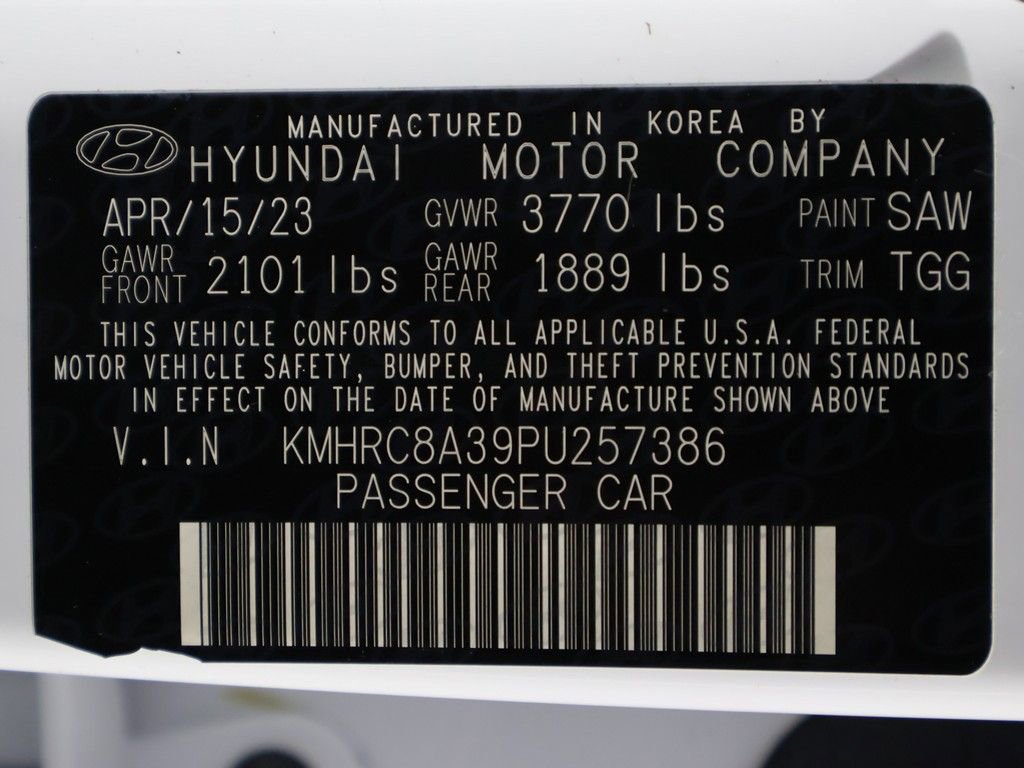 MANUFACTURED IN KOREA BY
HYUNDAI MOTOR COMPANY
APR/15/23 GVWR 3770 lbs PAINT SAW
GAWR FRONT 2101 lbs GAWR REAR 1889 lbs TRIM TGG
THIS VEHICLE CONFORMS TO ALL APPLICABLE U.S.A. FEDERAL
MOTOR VEHICLE SAFETY, BUMPER, AND THEFT PREVENTION STANDARDS
IN EFFECT ON THE DATE OF MANUFACTURE SHOWN ABOVE
V.I.N KMHRC8A39PU257386
PASSENGER CAR